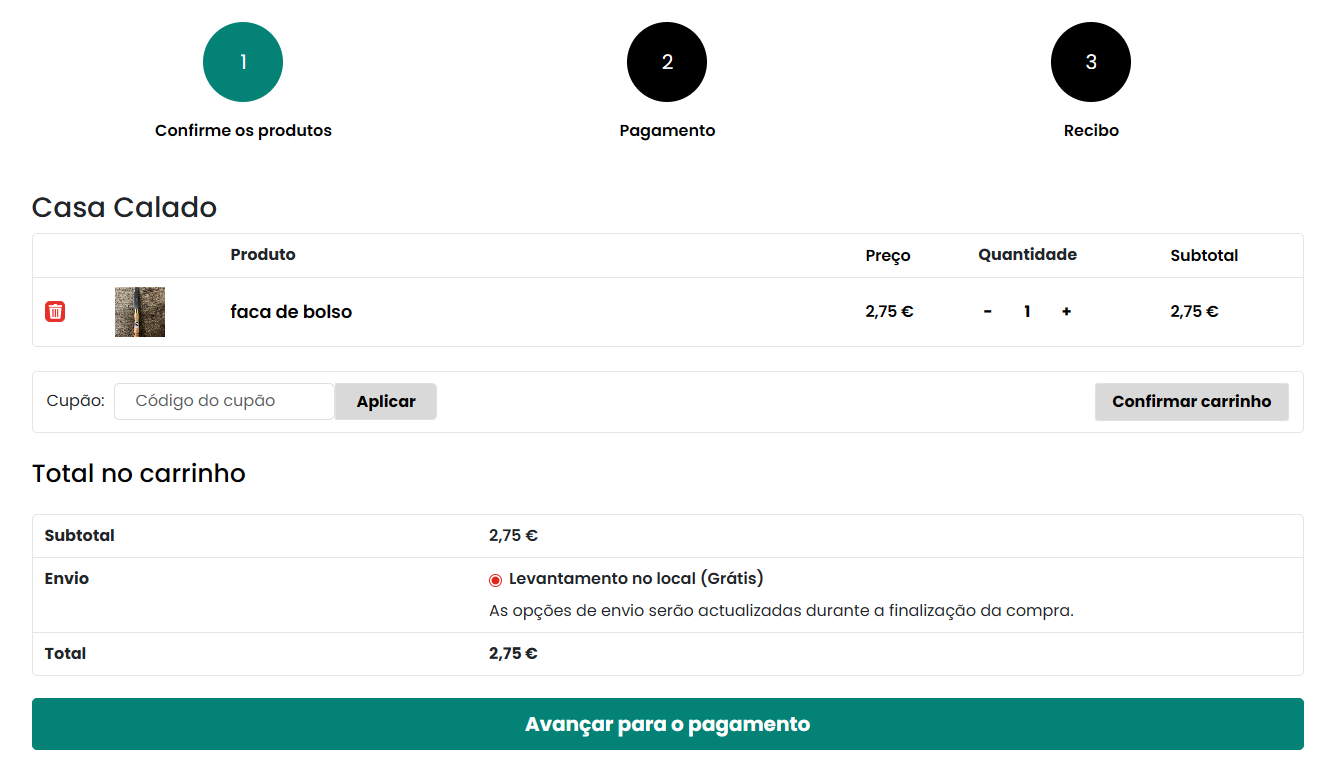 1 2 3
Confirme os produtos Pagamento Recibo
Casa Calado
Produto Preço Quantidade Subtotal
faca de bolso 2,75 € - 1 + 2,75 €
Cupão: Código do cupão Aplicar Confirmar carrinho
Total no carrinho
Subtotal 2,75 €
Envio Levantamento no local (Grátis)
As opções de envio serão actualizadas durante a finalização da compra.
Total 2,75 €
Avançar para o pagamento